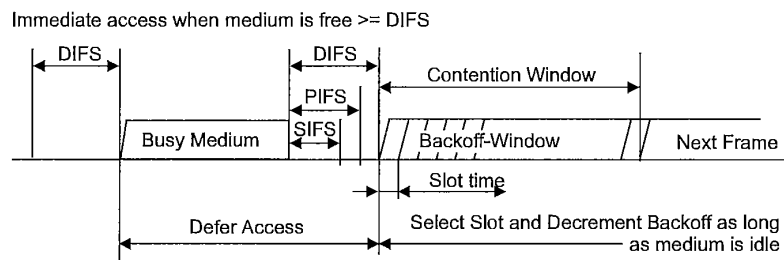 Immediate access when medium is free >= DIFS
DIFS
DIFS
Contention Window
PIFS
SIFS
Busy Medium
Backoff-Window
Next Frame
Slot time
Defer Access
Select Slot and Decrement Backoff as long
as medium is idle